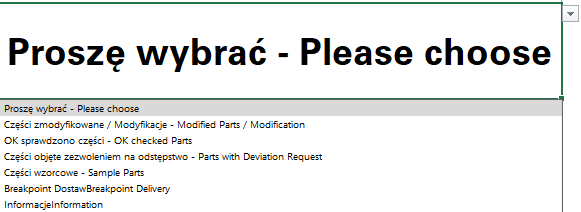 Proszę wybrać - Please choose
Proszę wybrać - Please choose
Części zmodyfikowane / Modyfikacje - Modified Parts / Modification
OK sprawdzono części - OK checked Parts
Części objęte zezwoleniem na odstępstwo - Parts with Deviation Request
Części wzorcowe - Sample Parts
Breakpoint DostawBreakpoint Delivery
InformacjeInformation